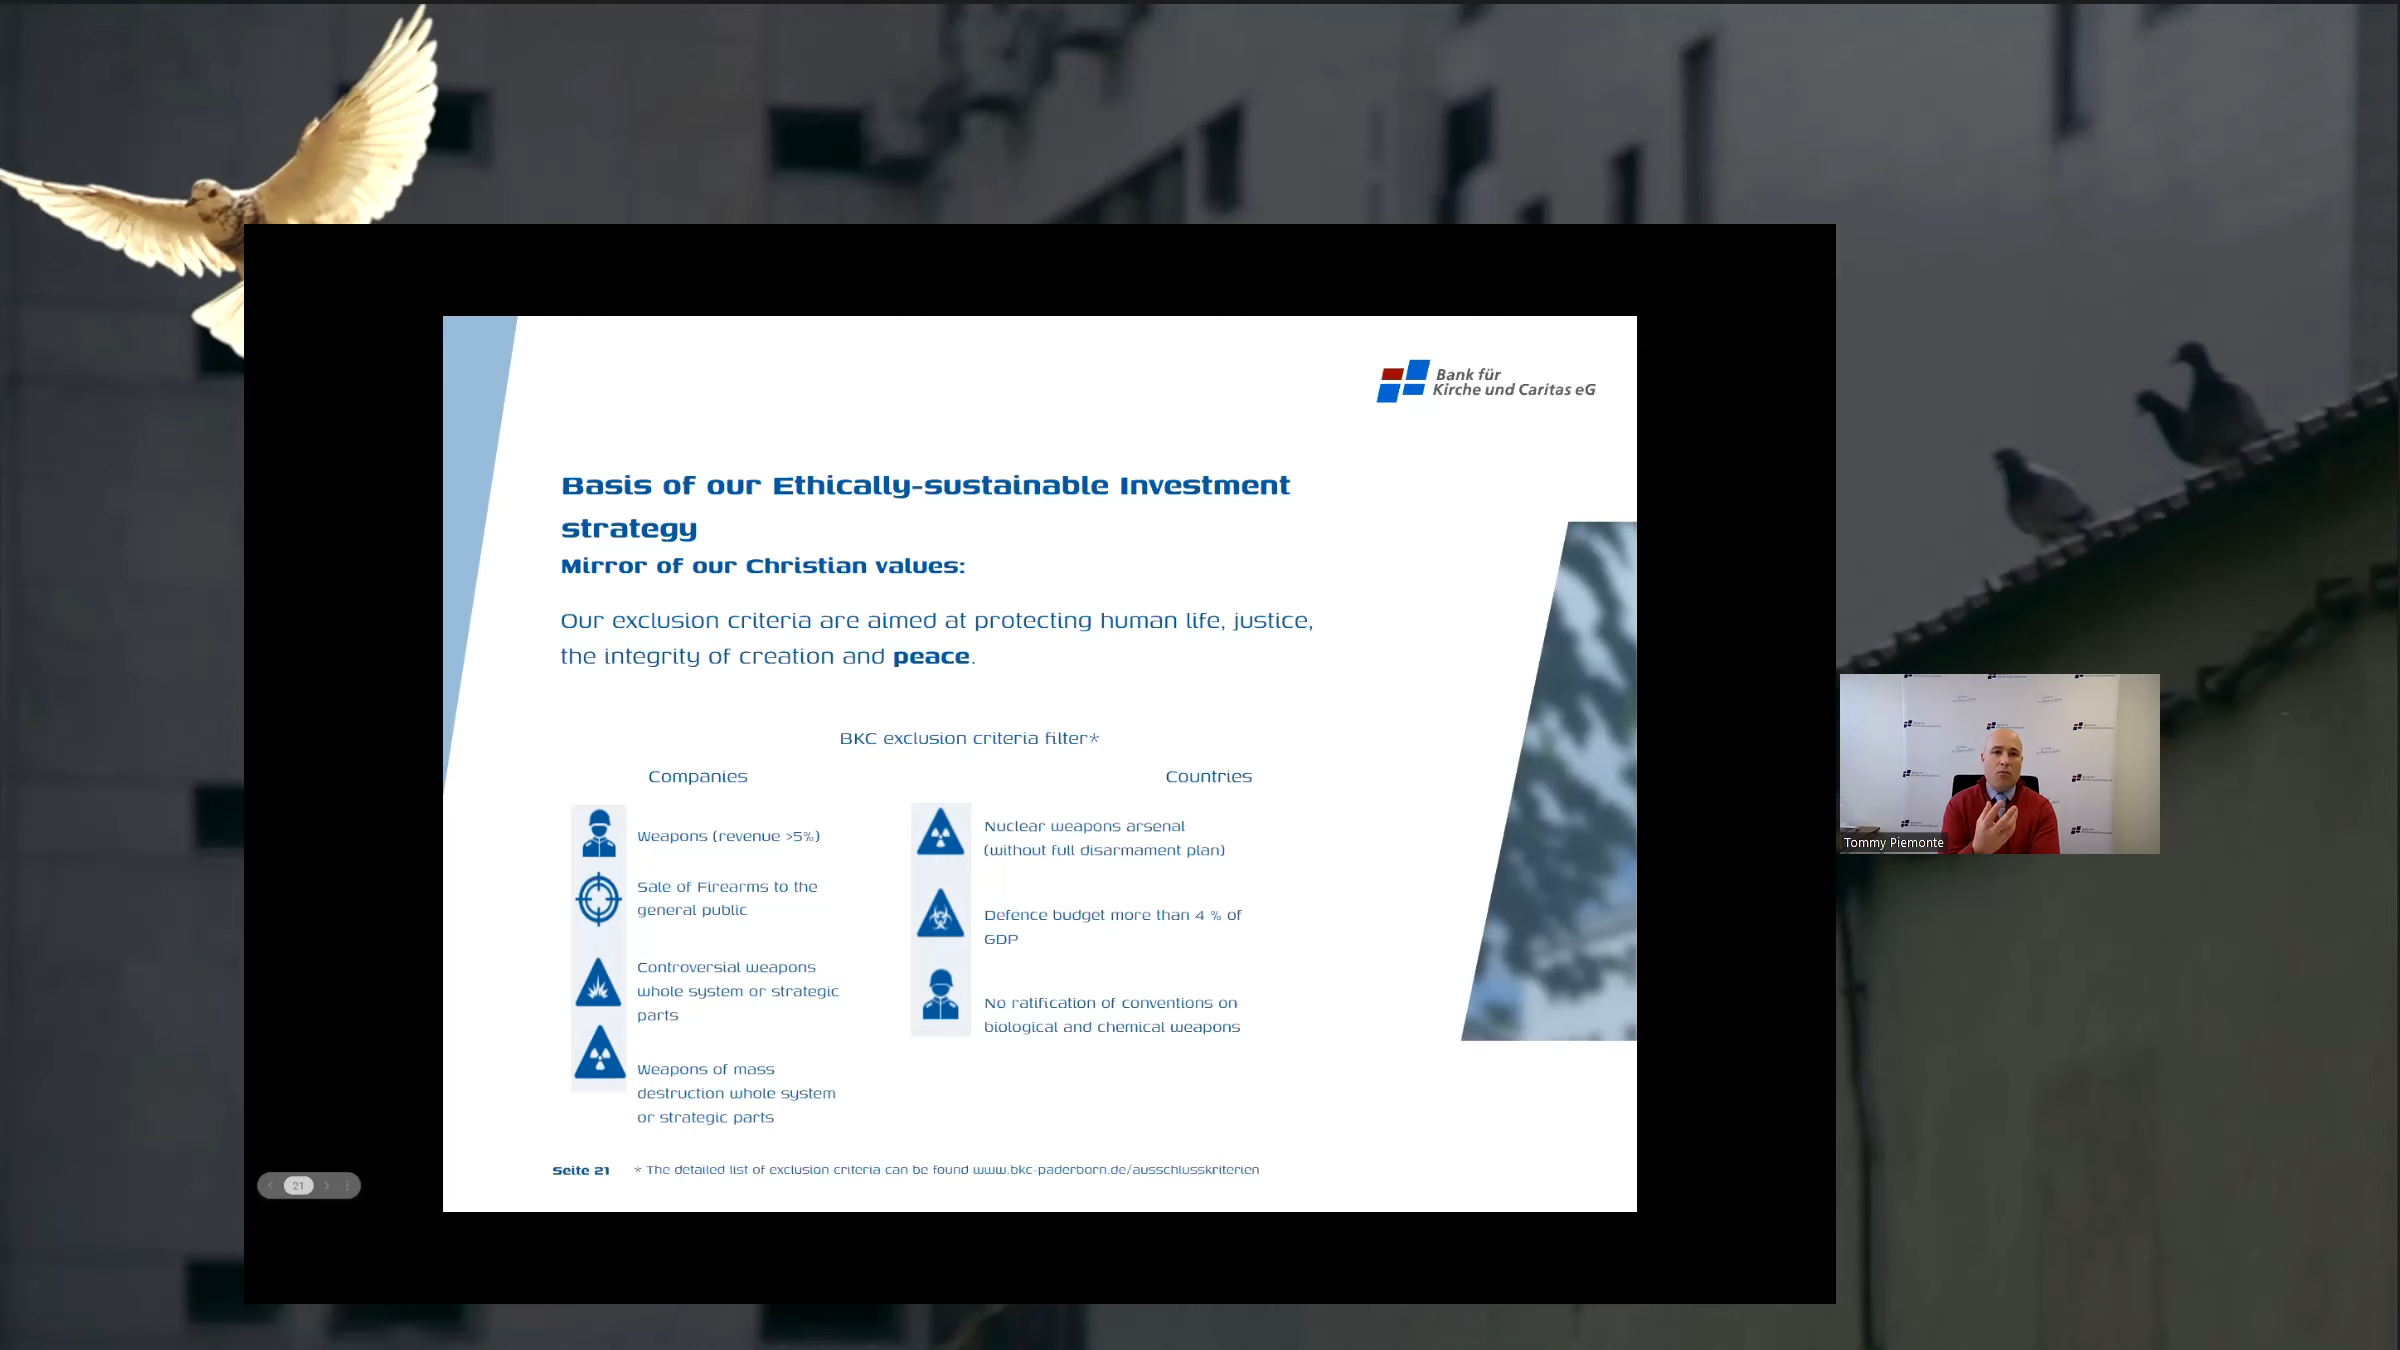 Bank für
Kirche und Caritas eG
Basis of our Ethically-sustainable Investment
strategy
Mirror of our Christian values:
Our exclusion criteria are aimed at protecting human life, justice,
the integrity of creation and peace.
BKC exclusion criteria filter*
Companies
Weapons (revenue >5%)
Sale of Firearms to the
general public
Controversial weapons
whole system or strategic
parts
Weapons of mass
destruction whole system
or strategic parts
Countries
Nuclear weapons arsenal
(without full disarmament plan)
Defence budget more than 4 % of
GDP
No ratification of conventions on
biological and chemical weapons
Seite 21 * The detailed list of exclusion criteria can be found www.bkc-paderborn.de/ausschlusskriterien
21
Tommy Piemonte